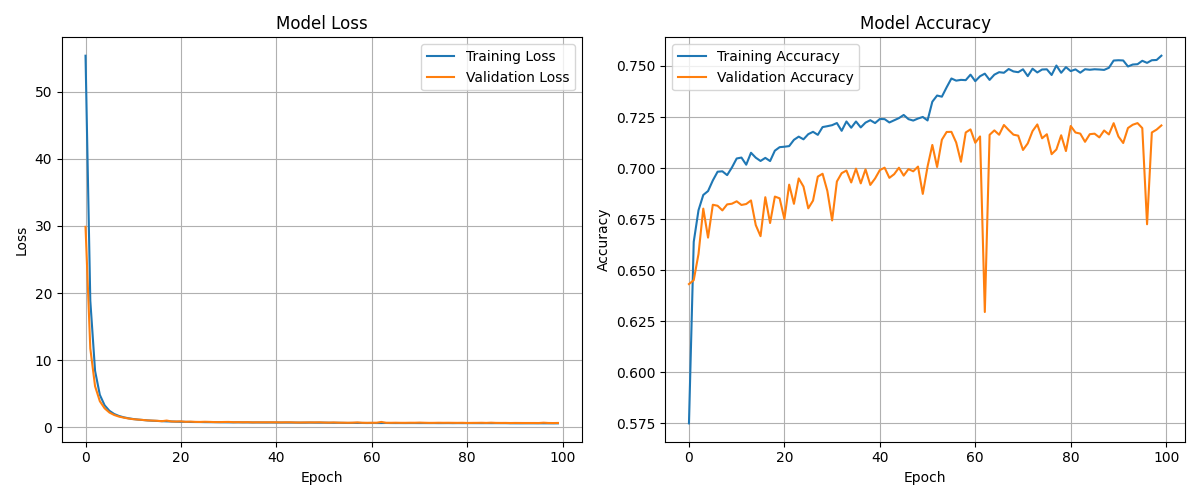 Model Loss
Training Loss
Validation Loss
Loss
50
40
30
20
10
0
0 20 40 60 80 100
Epoch
Model Accuracy
Training Accuracy
Validation Accuracy
Accuracy
0.750
0.725
0.700
0.675
0.650
0.625
0.600
0.575
0 20 40 60 80 100
Epoch